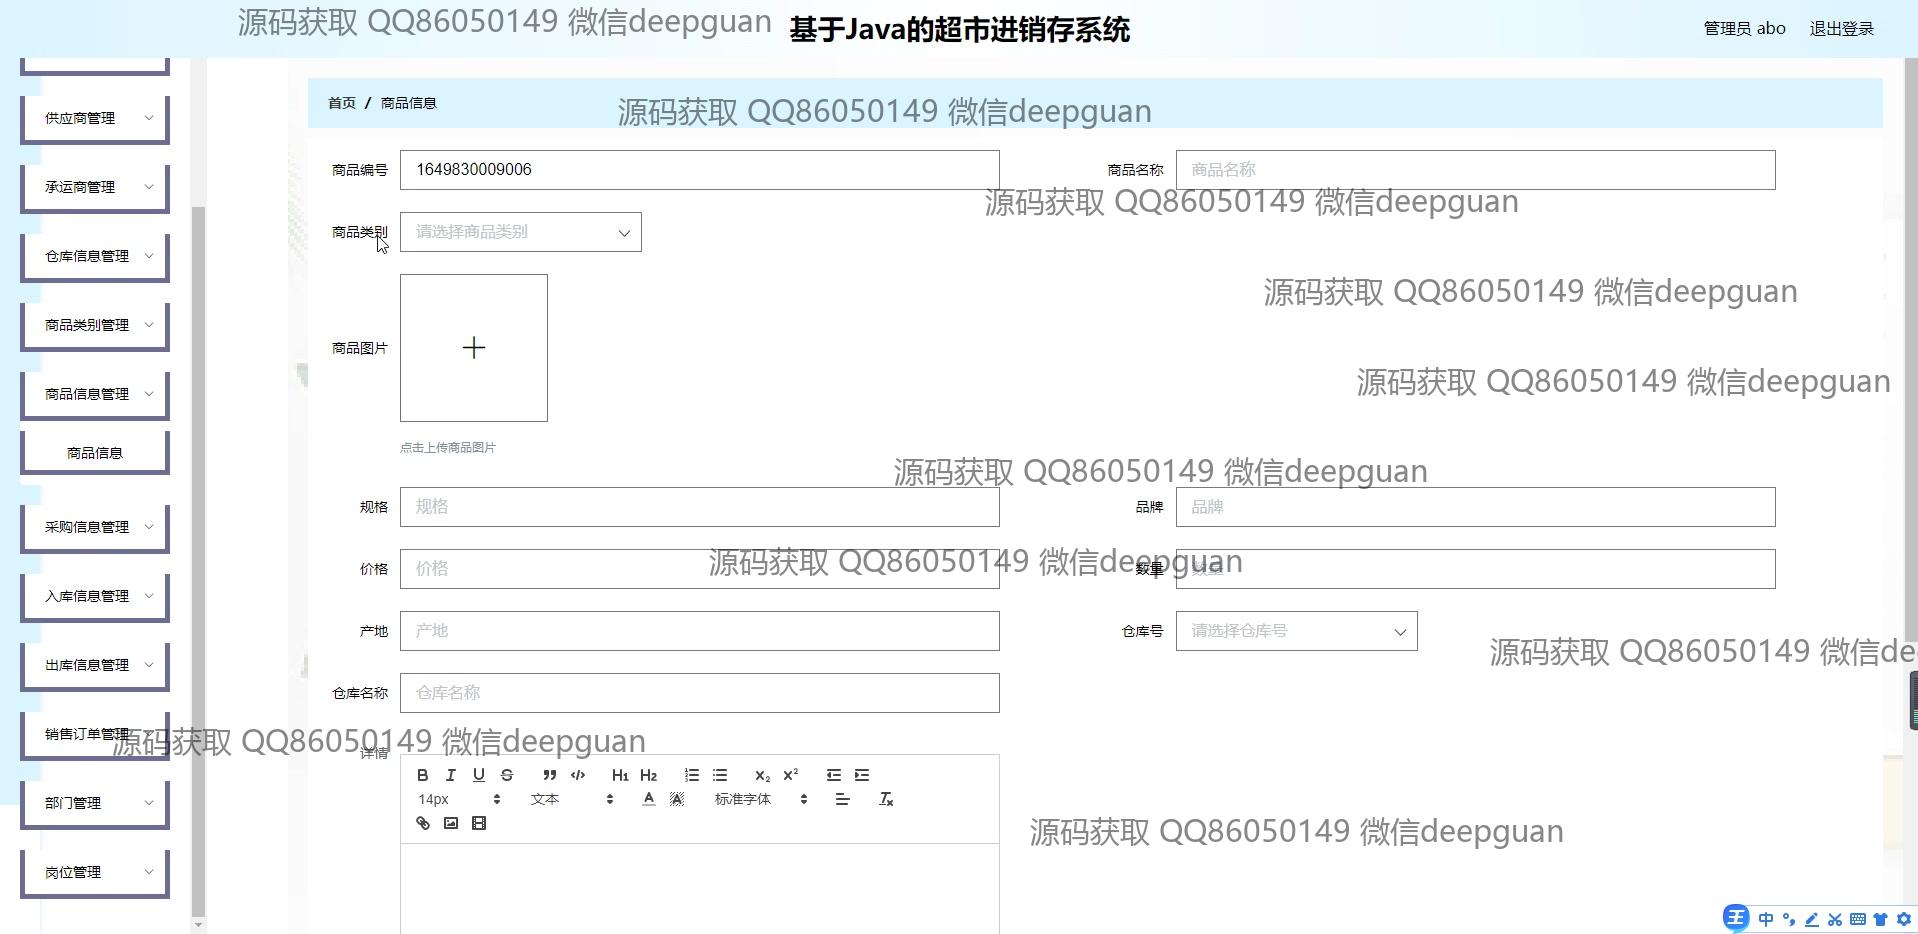 源码获取 QQ86050149 微信deepguan
基于Java的超市进销存系统
管理员 abo
退出登录
供应商管理
承运商管理
仓库信息管理
商品类别管理
商品信息管理
商品信息
采购信息管理
入库信息管理
出库信息管理
销售订单管理
部门管理
岗位管理
首页 / 商品信息
源码获取 QQ86050149 微信deepguan
商品编号 1649830009006
商品名称 商品名称
源码获取 QQ86050149 微信deepguan
商品类别 请选择商品类别
源码获取 QQ86050149 微信deepguan
商品图片
源码获取 QQ86050149 微信deepguan
点击上传商品图片
源码获取 QQ86050149 微信deepguan
规格 规格
品牌 品牌
价格 价格
源码获取 QQ86050149 微信deepguan
数量 数量
产地 产地
仓库号 请选择仓库号
源码获取 QQ86050149 微信de
仓库名称 仓库名称
源码获取 QQ86050149 微信deepguan
详情
B I U S H1 H2 X2 X2
14px 文本 A A 标准字体 Tx
源码获取 QQ86050149 微信deepguan
王 中